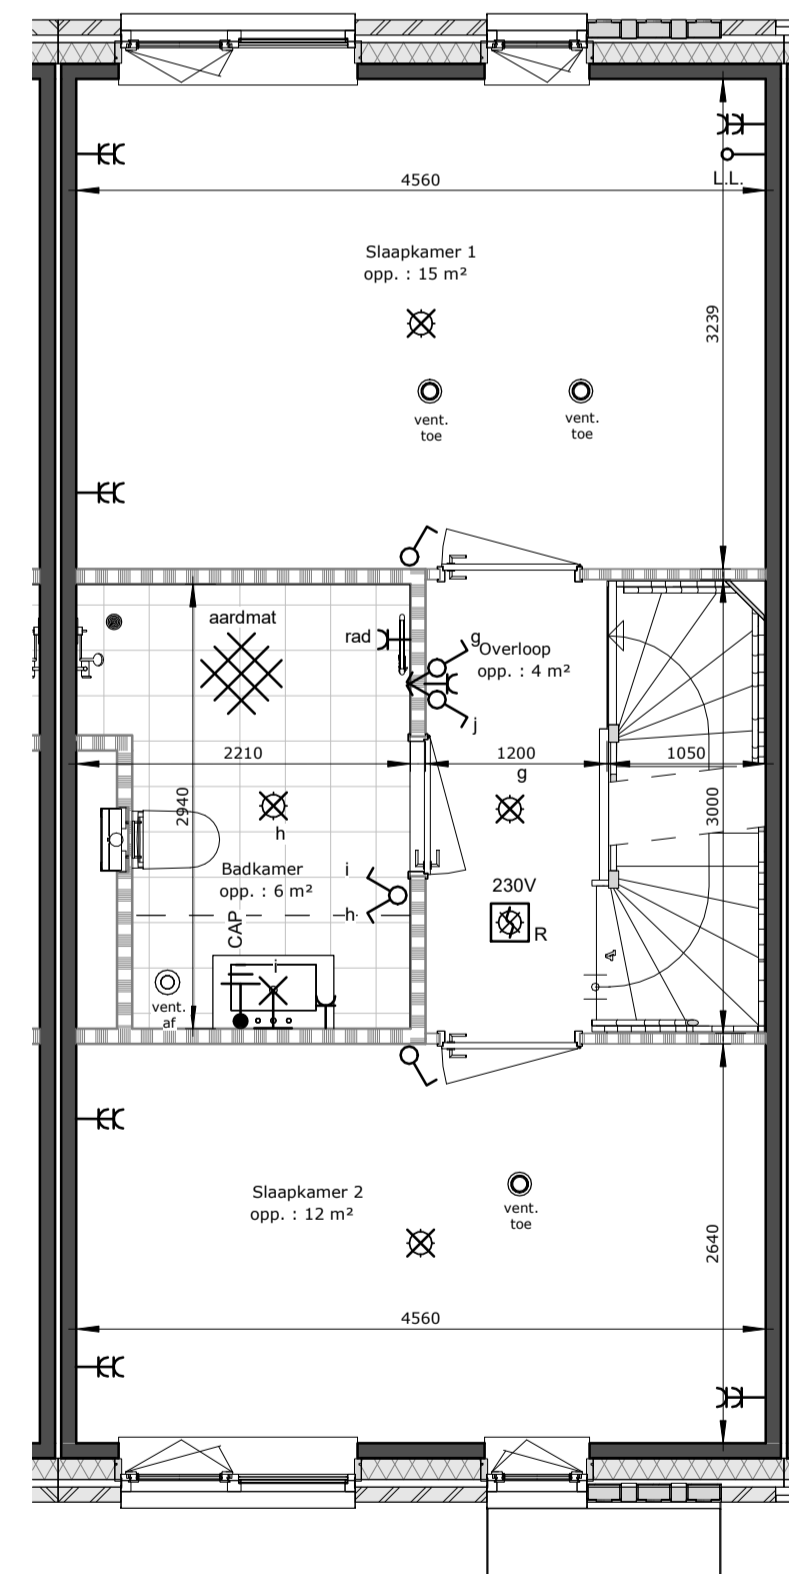 L.L.
4560
Slaapkamer 1
opp. : 15 m²
3239
vent.
toe
vent.
toe
aardmat
rad
g
Overloop
opp. : 4 m²
j
2210
1200
1050
g
2940
3000
h
Badkamer
opp. : 6 m²
i
h
230V
R
CAP
A
i
vent.
af
Slaapkamer 2
opp. : 12 m²
vent.
toe
2640
4560